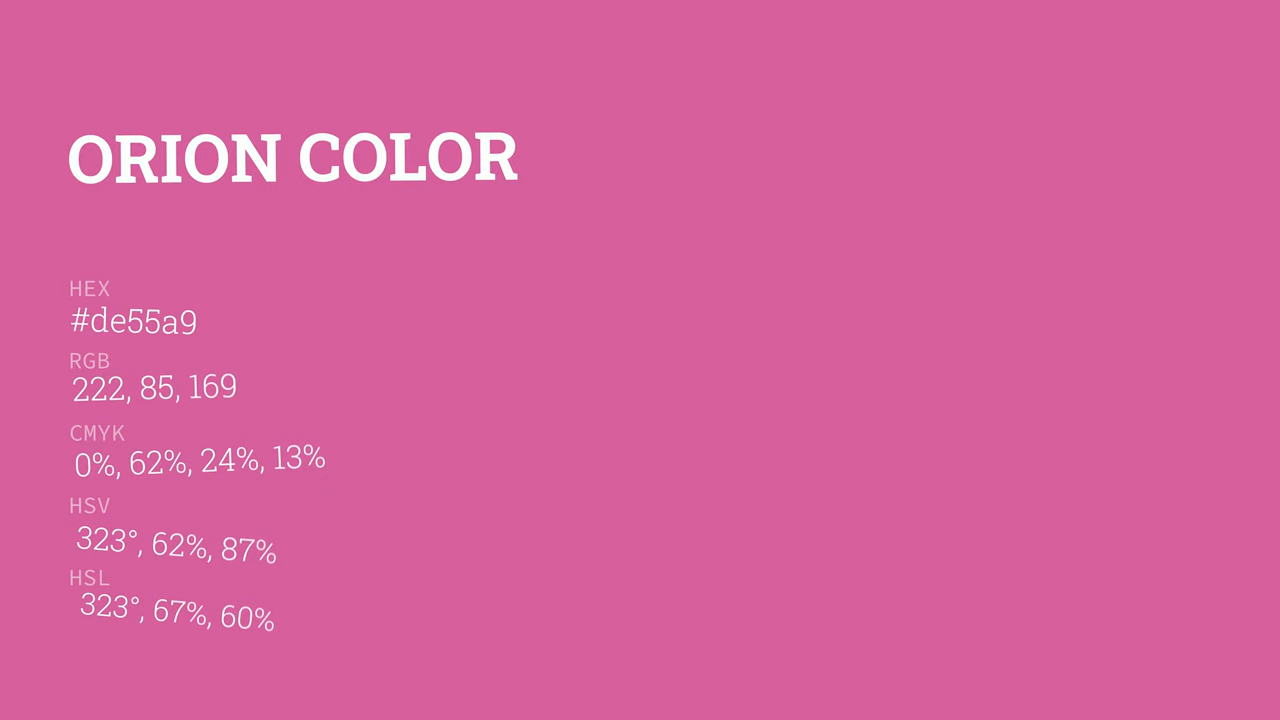 ORION COLOR
HEX
#de55a9
RGB
222, 85, 169
CMYK
0%, 62%, 24%, 13%
HSV
323°, 62%, 87%
HSL
323°, 67%, 60%